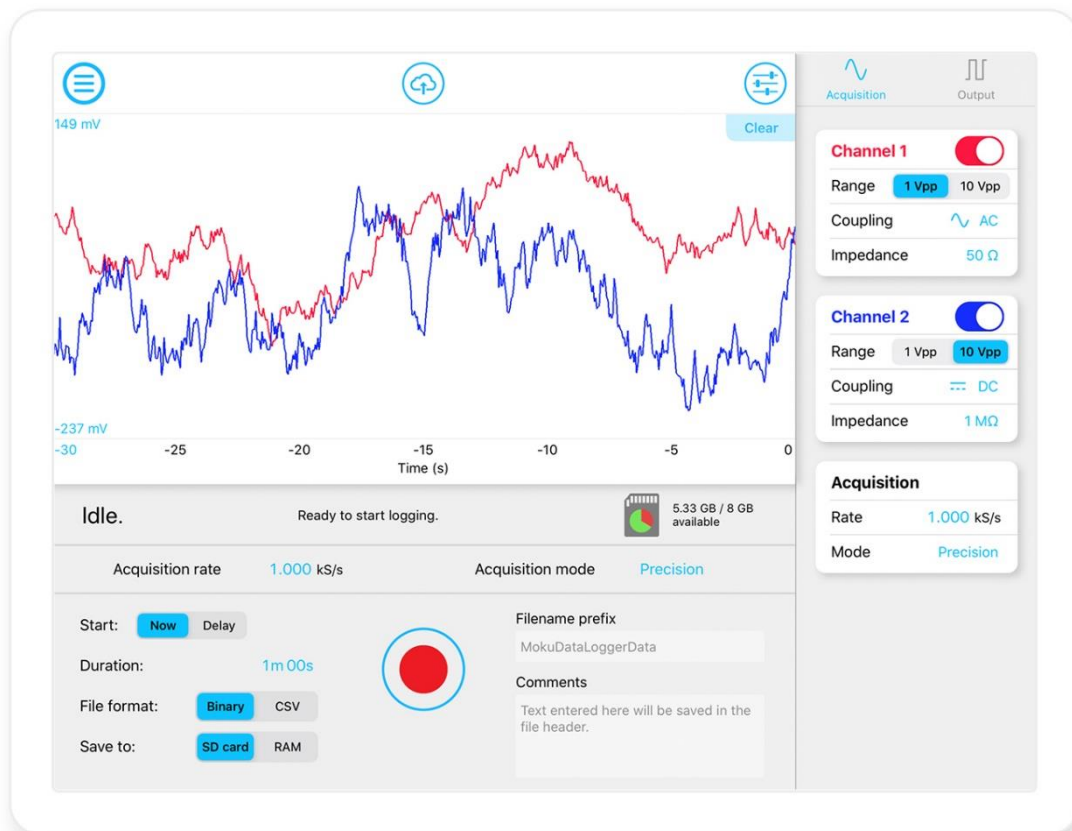 Acquisition
Output
149 mV
Clear
-237 mV
-30 -25 -20 -15 -10 -5 0
Time (s)
Channel 1
Range 1 Vpp 10 Vpp
Coupling AC
Impedance 50 Ω
Channel 2
Range 1 Vpp 10 Vpp
Coupling DC
Impedance 1 MΩ
Acquisition
Rate 1.000 kS/s
Mode Precision
Idle. Ready to start logging. 5.33 GB / 8 GB
available
Acquisition rate 1.000 kS/s Acquisition mode Precision
Start: Now Delay
Duration: 1m 00s
File format: Binary CSV
Save to: SD card RAM
Filename prefix
MokuDataLoggerData
Comments
Text entered here will be saved in the
file header.